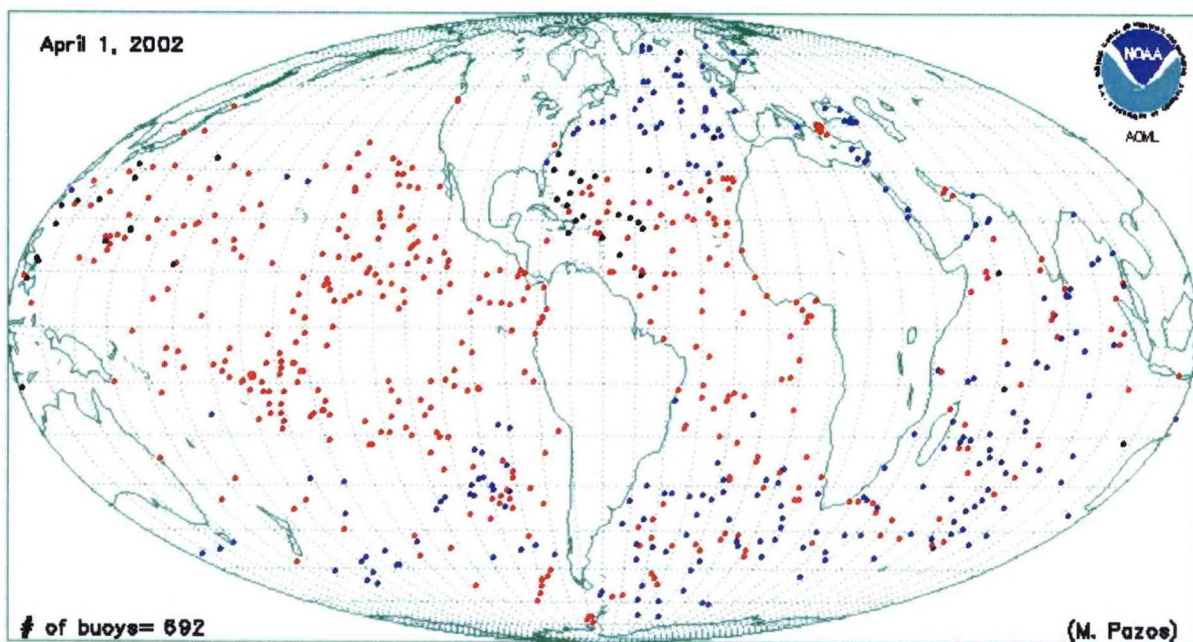 April 1, 2002
NOAA
AOML
# of buoys= 692
(M. Pazos)